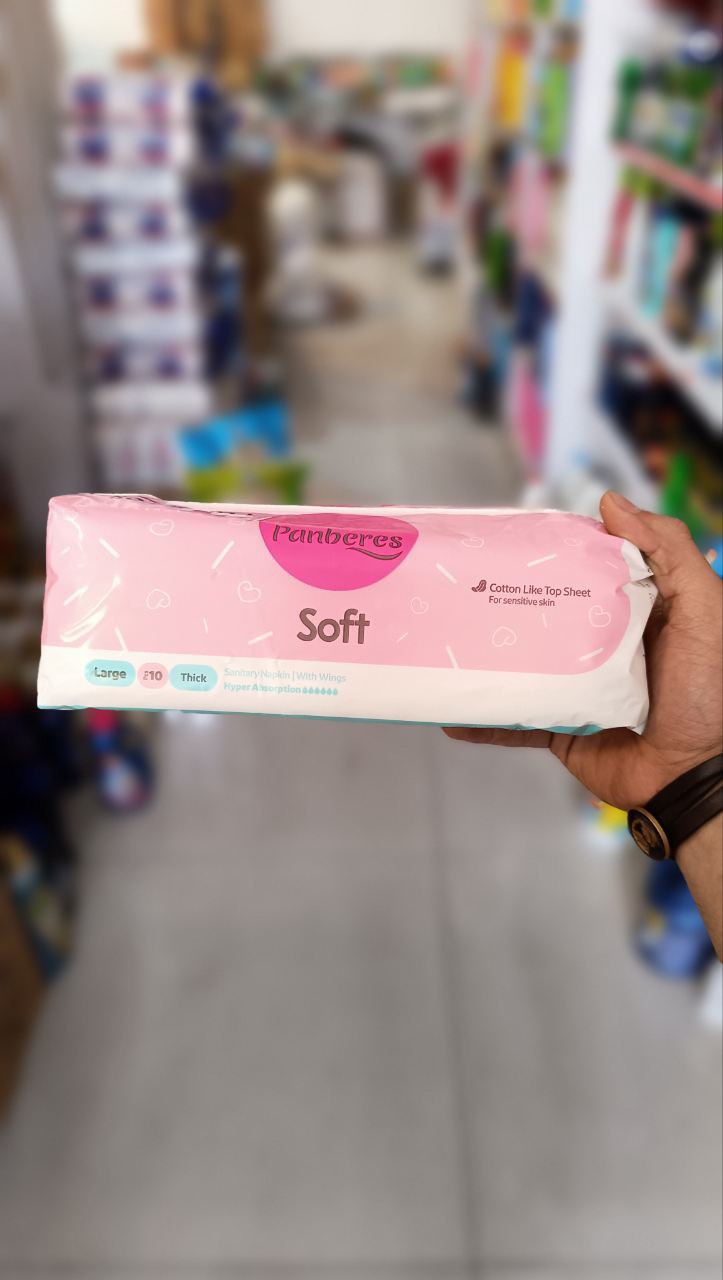 Panberes
Soft
Cotton Like Top Sheet
For sensitive skin
Large
10
Thick
Sanitary Napkin | With Wings
Hyper Absorption